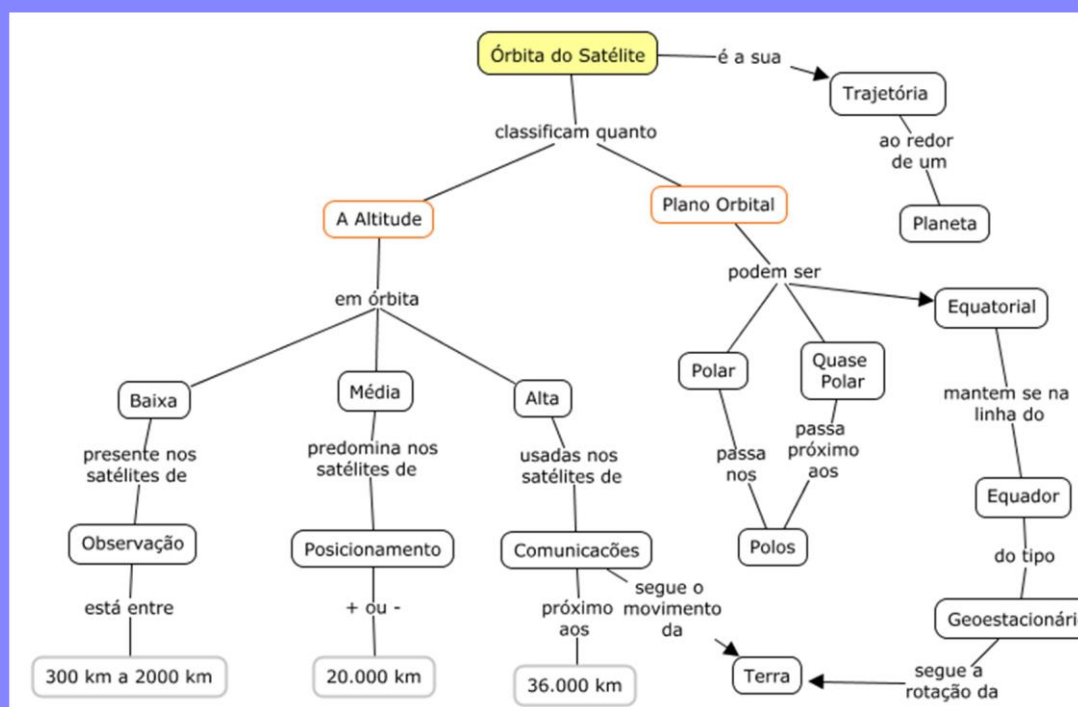 Órbita do Satélite
é a sua
Trajetória
ao redor
de um
Planeta
classificam quanto
A Altitude
Plano Orbital
em órbita
podem ser
Baixa
Média
Alta
Polar
Quase
Polar
Equatorial
presente nos
satélites de
predomina nos
satélites de
usadas nos
satélites de
passa
nos
passa
próximo
aos
mantem se na
linha do
Observação
Posicionamento
Comunicacões
Polos
Equador
está entre
+ ou -
próximo
aos
segue o
movimento
da
do tipo
Geoestacionári
300 km a 2000 km
20.000 km
36.000 km
Terra
segue a
rotação da